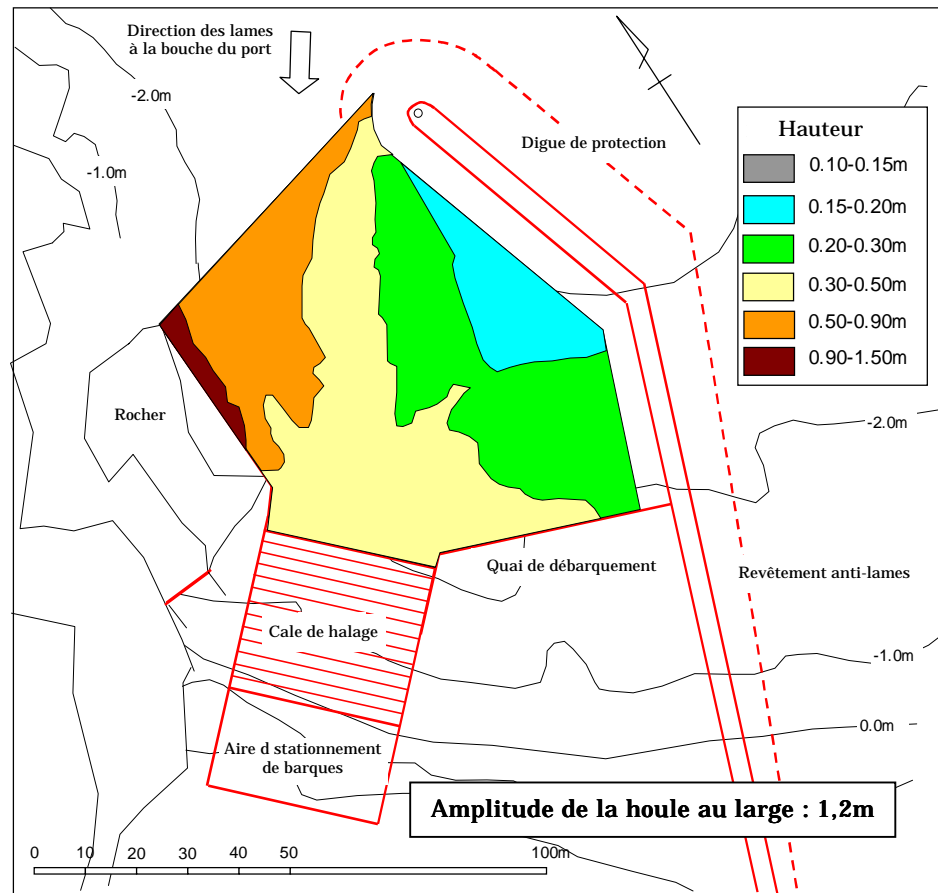 Direction des lames
à la bouche du port
-2.0m
-1.0m
Digue de protection
Hauteur
0.10-0.15m
0.15-0.20m
0.20-0.30m
0.30-0.50m
0.50-0.90m
0.90-1.50m
Rocher
-2.0m
Quai de débarquement
Revêtement anti-lames
Cale de halage
-1.0m
0.0m
Aire d stationnement
de barques
Amplitude de la houle au large : 1,2m
0 10 20 30 40 50 100m